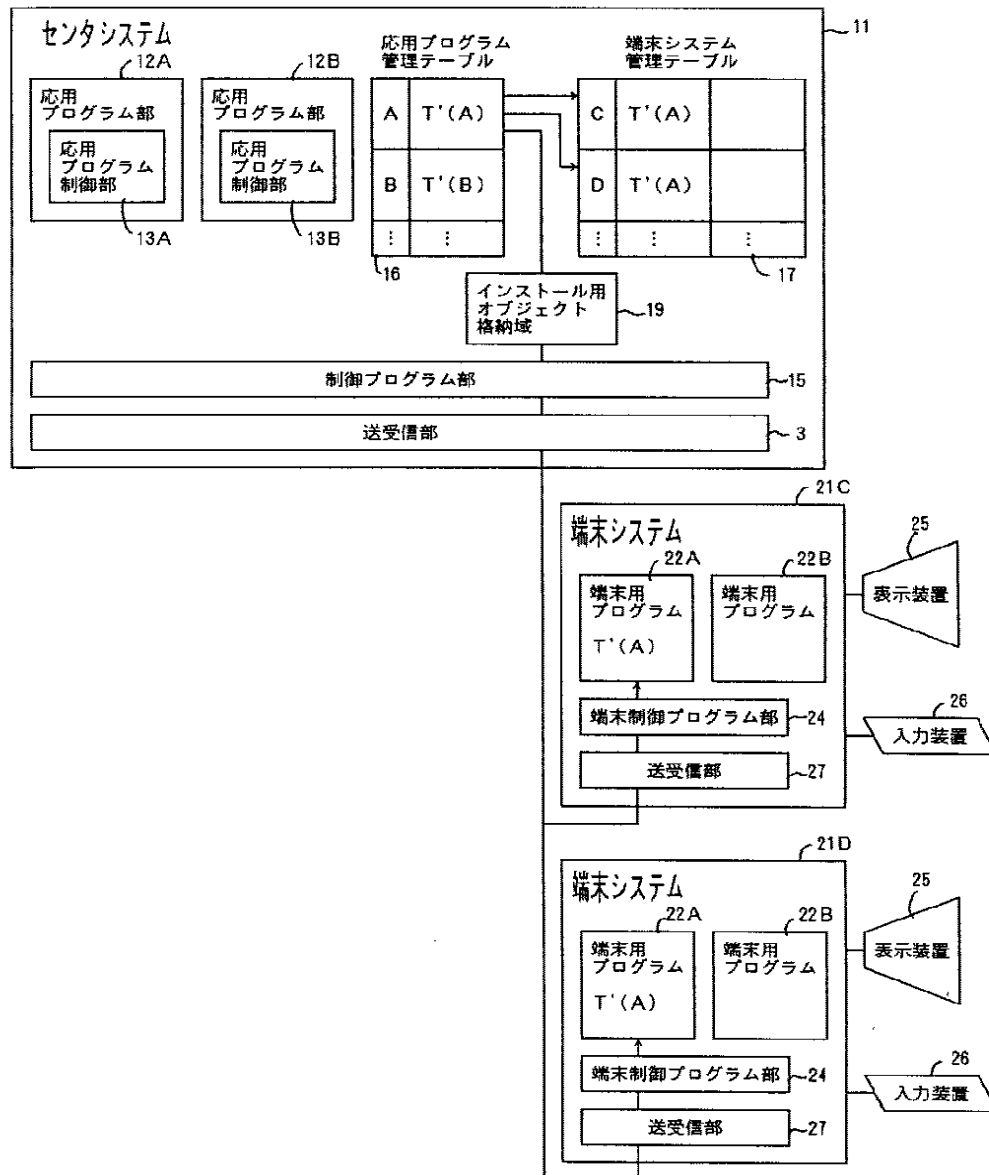 センタシステム
11
12A
12B
応用プログラム
管理テーブル
端末システム
管理テーブル
応用
プログラム部
応用
プログラム
制御部
13A
応用
プログラム部
応用
プログラム
制御部
13B
A T'(A)
B T'(B)
⋮ ⋮
16
C T'(A)
D T'(A)
⋮ ⋮ ⋮
17
インストール用
オブジェクト
格納域
19
制御プログラム部
15
送受信部
3
21C
端末システム
22A
22B
端末用
プログラム
T'(A)
端末用
プログラム
端末制御プログラム部
24
送受信部
27
25
表示装置
26
入力装置
21D
端末システム
22A
22B
端末用
プログラム
T'(A)
端末用
プログラム
端末制御プログラム部
24
送受信部
27
25
表示装置
26
入力装置